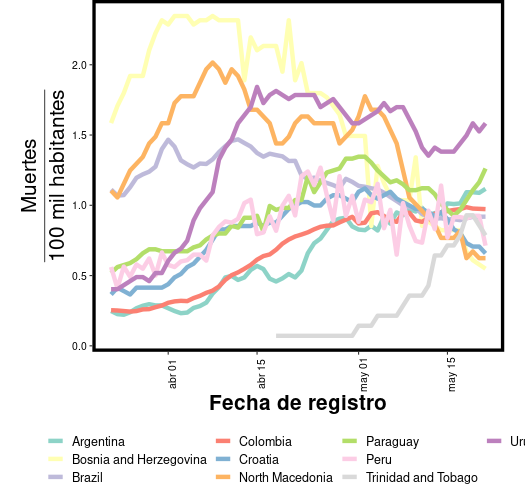 Muertes
100 mil habitantes
2.0
1.5
1.0
0.5
0.0
abr 01
abr 15
may 01
may 15
Fecha de registro
Argentina
Colombia
Paraguay
Bosnia and Herzegovina
Croatia
Peru
Brazil
North Macedonia
Trinidad and Tobago